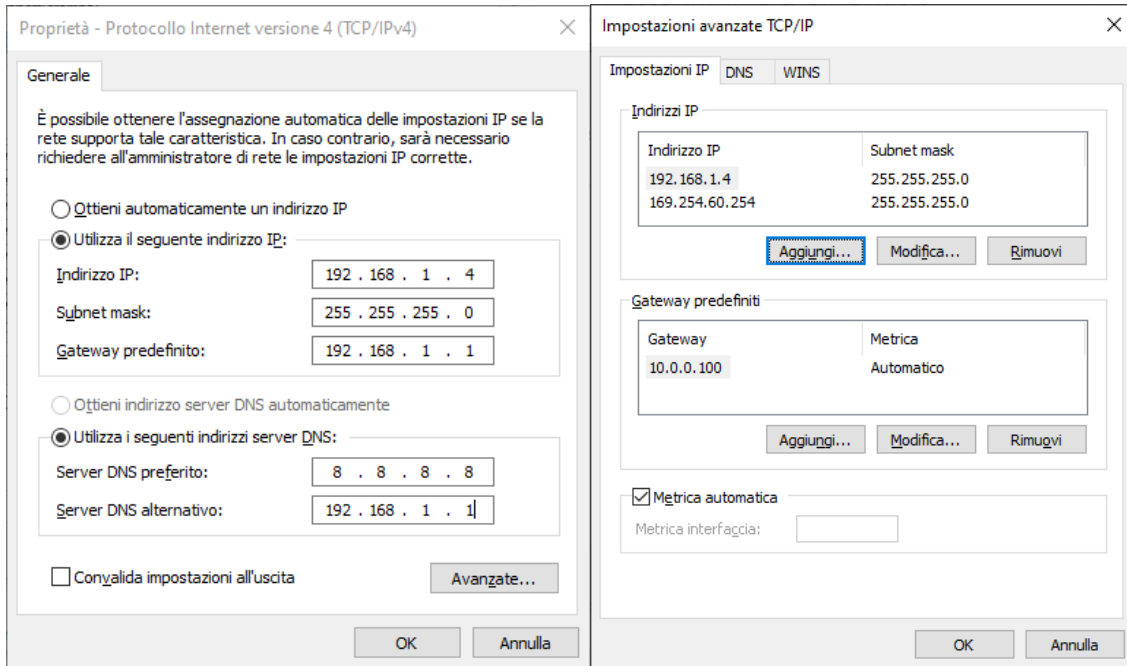 Proprietà - Protocollo Internet versione 4 (TCP/IPv4)
Generale
È possibile ottenere l'assegnazione automatica delle impostazioni IP se la
rete supporta tale caratteristica. In caso contrario, sarà necessario
richiedere all'amministratore di rete le impostazioni IP corrette.
Ottieni automaticamente un indirizzo IP
Utilizza il seguente indirizzo IP:
Indirizzo IP: 192 . 168 . 1 . 4
Subnet mask: 255 . 255 . 255 . 0
Gateway predefinito: 192 . 168 . 1 . 1
Ottieni indirizzo server DNS automaticamente
Utilizza i seguenti indirizzi server DNS:
Server DNS preferito: 8 . 8 . 8 . 8
Server DNS alternativo: 192 . 168 . 1 . 1
Convalida impostazioni all'uscita
Avanzate...
OK Annulla
Impostazioni avanzate TCP/IP
Impostazioni IP DNS WINS
Indirizzi IP
Indirizzo IP Subnet mask
192.168.1.4 255.255.255.0
169.254.60.254 255.255.255.0
Aggiungi... Modifica... Rimuovi
Gateway predefiniti
Gateway Metrica
10.0.0.100 Automatico
Aggiungi... Modifica... Rimuovi
Metrica automatica
Metrica interfaccia:
OK Annulla